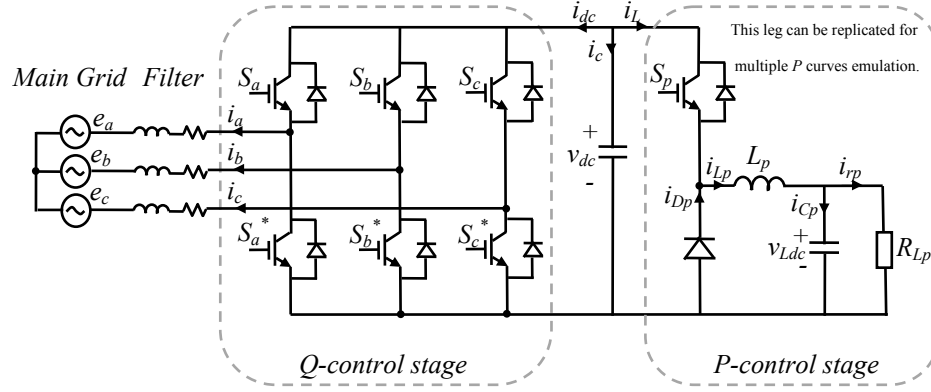 i_dc
i_L
This leg can be replicated for
multiple P curves emulation.
i_c
Main Grid Filter
S_a
S_b
S_c
S_p
e_a
i_a
e_b
i_b
e_c
i_c
+
v_dc
-
i_Lp
L_p
i_rp
i_Dp
i_Cp
S_a*
S_b*
S_c*
+
v_Ldc
-
R_Lp
Q-control stage
P-control stage